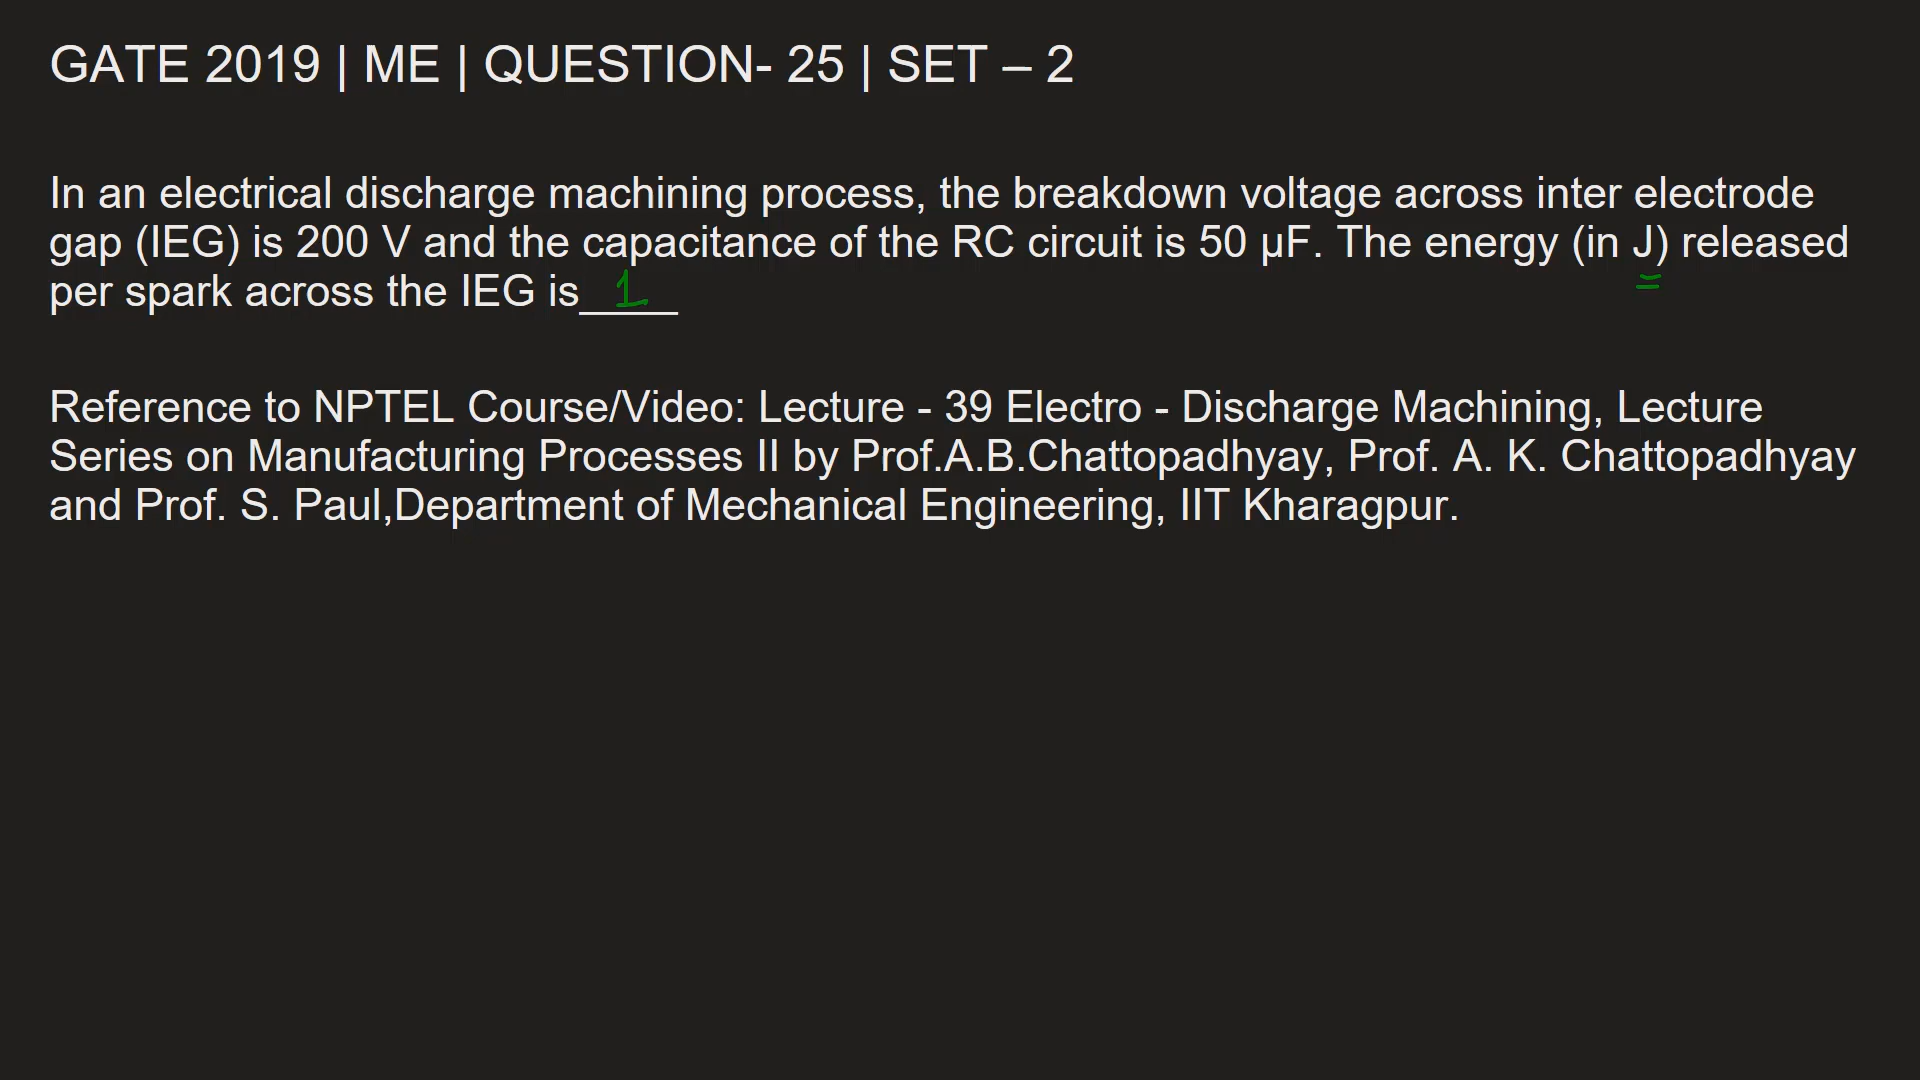 GATE 2019 | ME | QUESTION- 25 | SET – 2
In an electrical discharge machining process, the breakdown voltage across inter electrode
gap (IEG) is 200 V and the capacitance of the RC circuit is 50 μF. The energy (in J) released
per spark across the IEG is__1__
Reference to NPTEL Course/Video: Lecture - 39 Electro - Discharge Machining, Lecture
Series on Manufacturing Processes II by Prof.A.B.Chattopadhyay, Prof. A. K. Chattopadhyay
and Prof. S. Paul,Department of Mechanical Engineering, IIT Kharagpur.